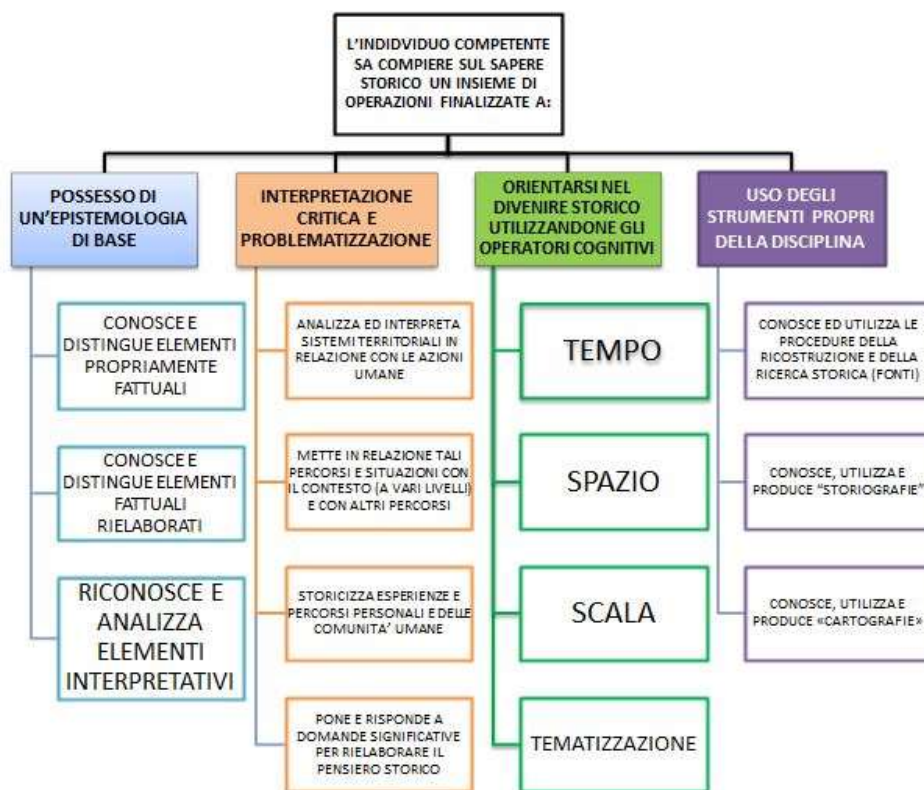 L'INDIDVIDUO COMPETENTE
SA COMPIERE SUL SAPERE
STORICO UN INSIEME DI
OPERAZIONI FINALIZZATE A:
POSSESSO DI
UN'EPISTEMOLOGIA
DI BASE
CONOSCE E
DISTINGUE ELEMENTI
PROPRIAMENTE
FATTUALI
CONOSCE E
DISTINGUE ELEMENTI
FATTUALI
RIELABORATI
RICONOSCE E
ANALIZZA
ELEMENTI
INTERPRETATIVI
INTERPRETAZIONE
CRITICA E
PROBLEMATIZZAZIONE
ANALIZZA ED INTERPRETA
SISTEMI TERRITORIALI IN
RELAZIONE CON LE AZIONI
UMANE
METTE IN RELAZIONE TALI
PERCORSI E SITUAZIONI CON
IL CONTESTO (A VARI LIVELLI)
E CON ALTRI PERCORSI
STORICIZZA ESPERIENZE E
PERCORSI PERSONALI E DELLE
COMUNITA' UMANE
PONE E RISPONDE A
DOMANDE SIGNIFICATIVE
PER RIELABORARE IL
PENSIERO STORICO
ORIENTARSI NEL
DIVENIRE STORICO
UTILIZZANDONE GLI
OPERATORI COGNITIVI
TEMPO
SPAZIO
SCALA
TEMATIZZAZIONE
USO DEGLI
STRUMENTI PROPRI
DELLA DISCIPLINA
CONOSCE ED UTILIZZA LE
PROCEDURE DELLA
RICOSTRUZIONE E DELLA
RICERCA STORICA (FONTI)
CONOSCE, UTILIZZA E
PRODUCE "STORIOGRAFIE"
CONOSCE, UTILIZZA E
PRODUCE «CARTOGRAFIE»